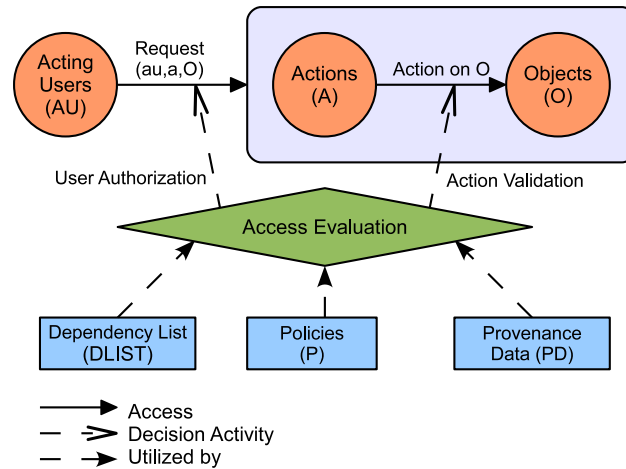 Acting
Users
(AU)
Request
(au,a,O)
Actions
(A)
Action on O
Objects
(O)
User Authorization
Action Validation
Access Evaluation
Dependency List
(DLIST)
Policies
(P)
Provenance
Data (PD)
Access
Decision Activity
Utilized by